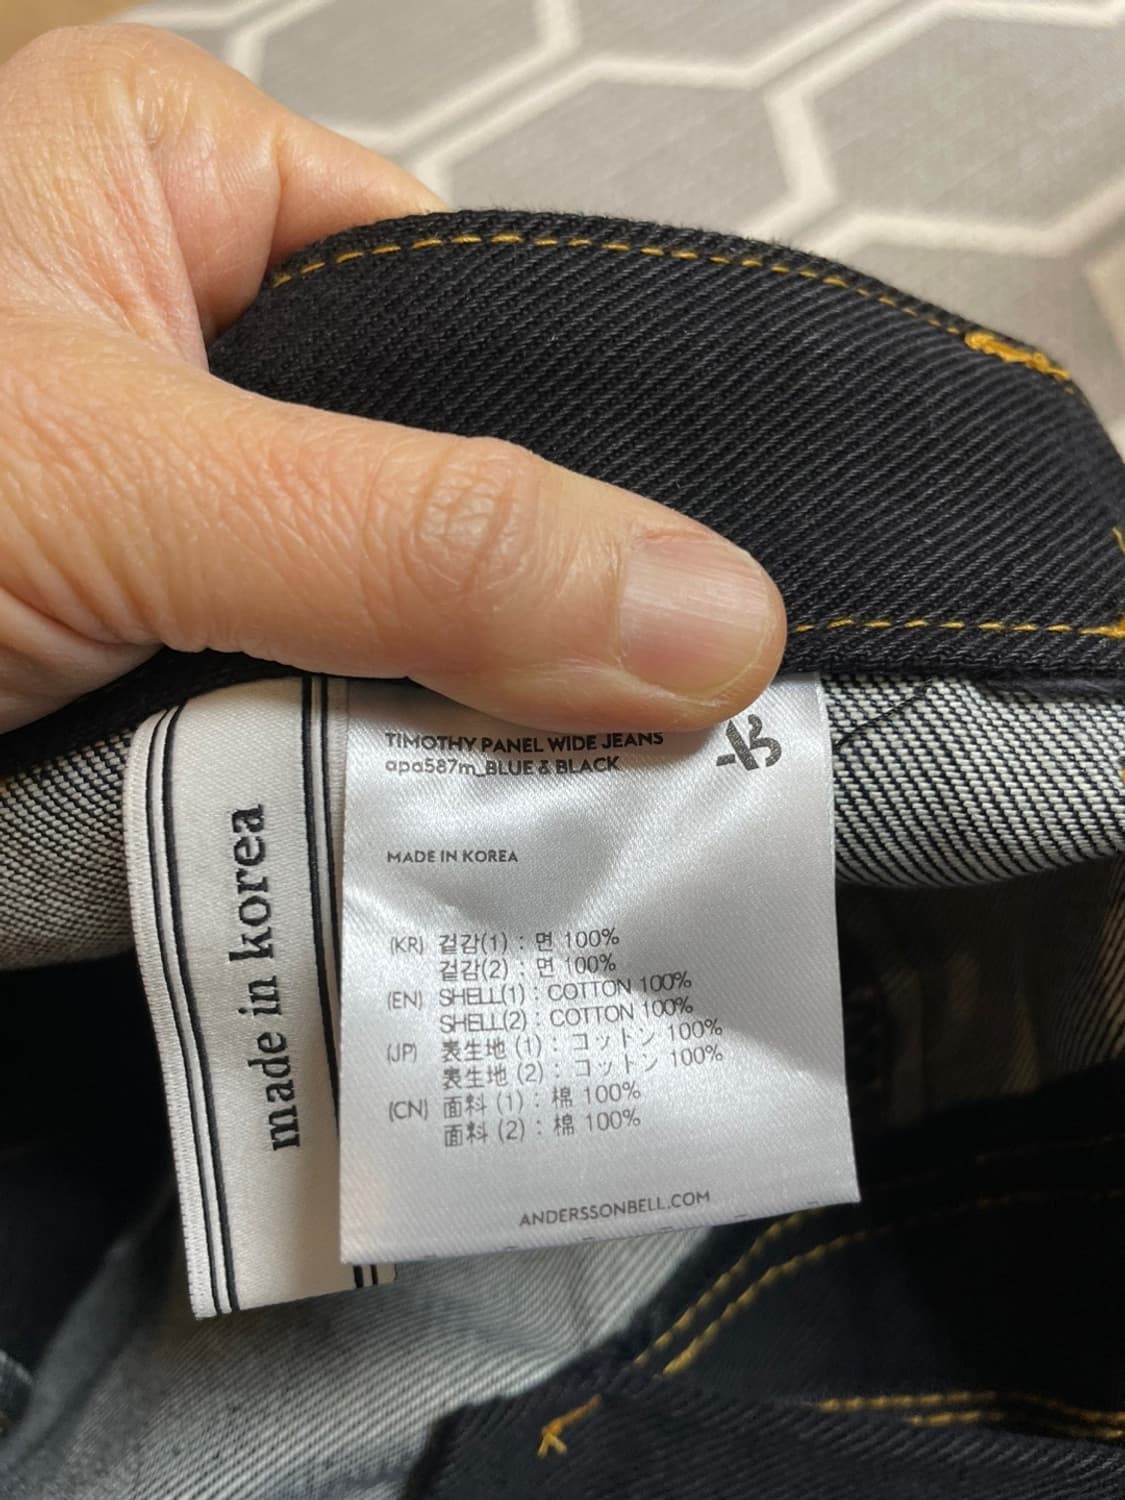 made in korea
TIMOTHY PANEL WIDE JEANS
apa587m_BLUE & BLACK
MADE IN KOREA
(KR) 겉감(1) : 면 100%
겉감(2) : 면 100%
(EN) SHELL(1) : COTTON 100%
SHELL(2) : COTTON 100%
(JP) 表生地 (1) : コットン 100%
表生地 (2) : コットン 100%
(CN) 面料 (1) : 棉 100%
面料 (2) : 棉 100%
ANDERSSONBELL.COM